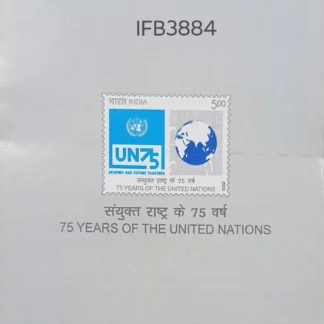 IFB3884
भारत INDIA 5.00
UN75
SHAPING OUR FUTURE TOGETHER
संयुक्त राष्ट्र के 75 वर्ष
75 YEARS OF THE UNITED NATIONS
संयुक्त राष्ट्र के 75 वर्ष
75 YEARS OF THE UNITED NATIONS